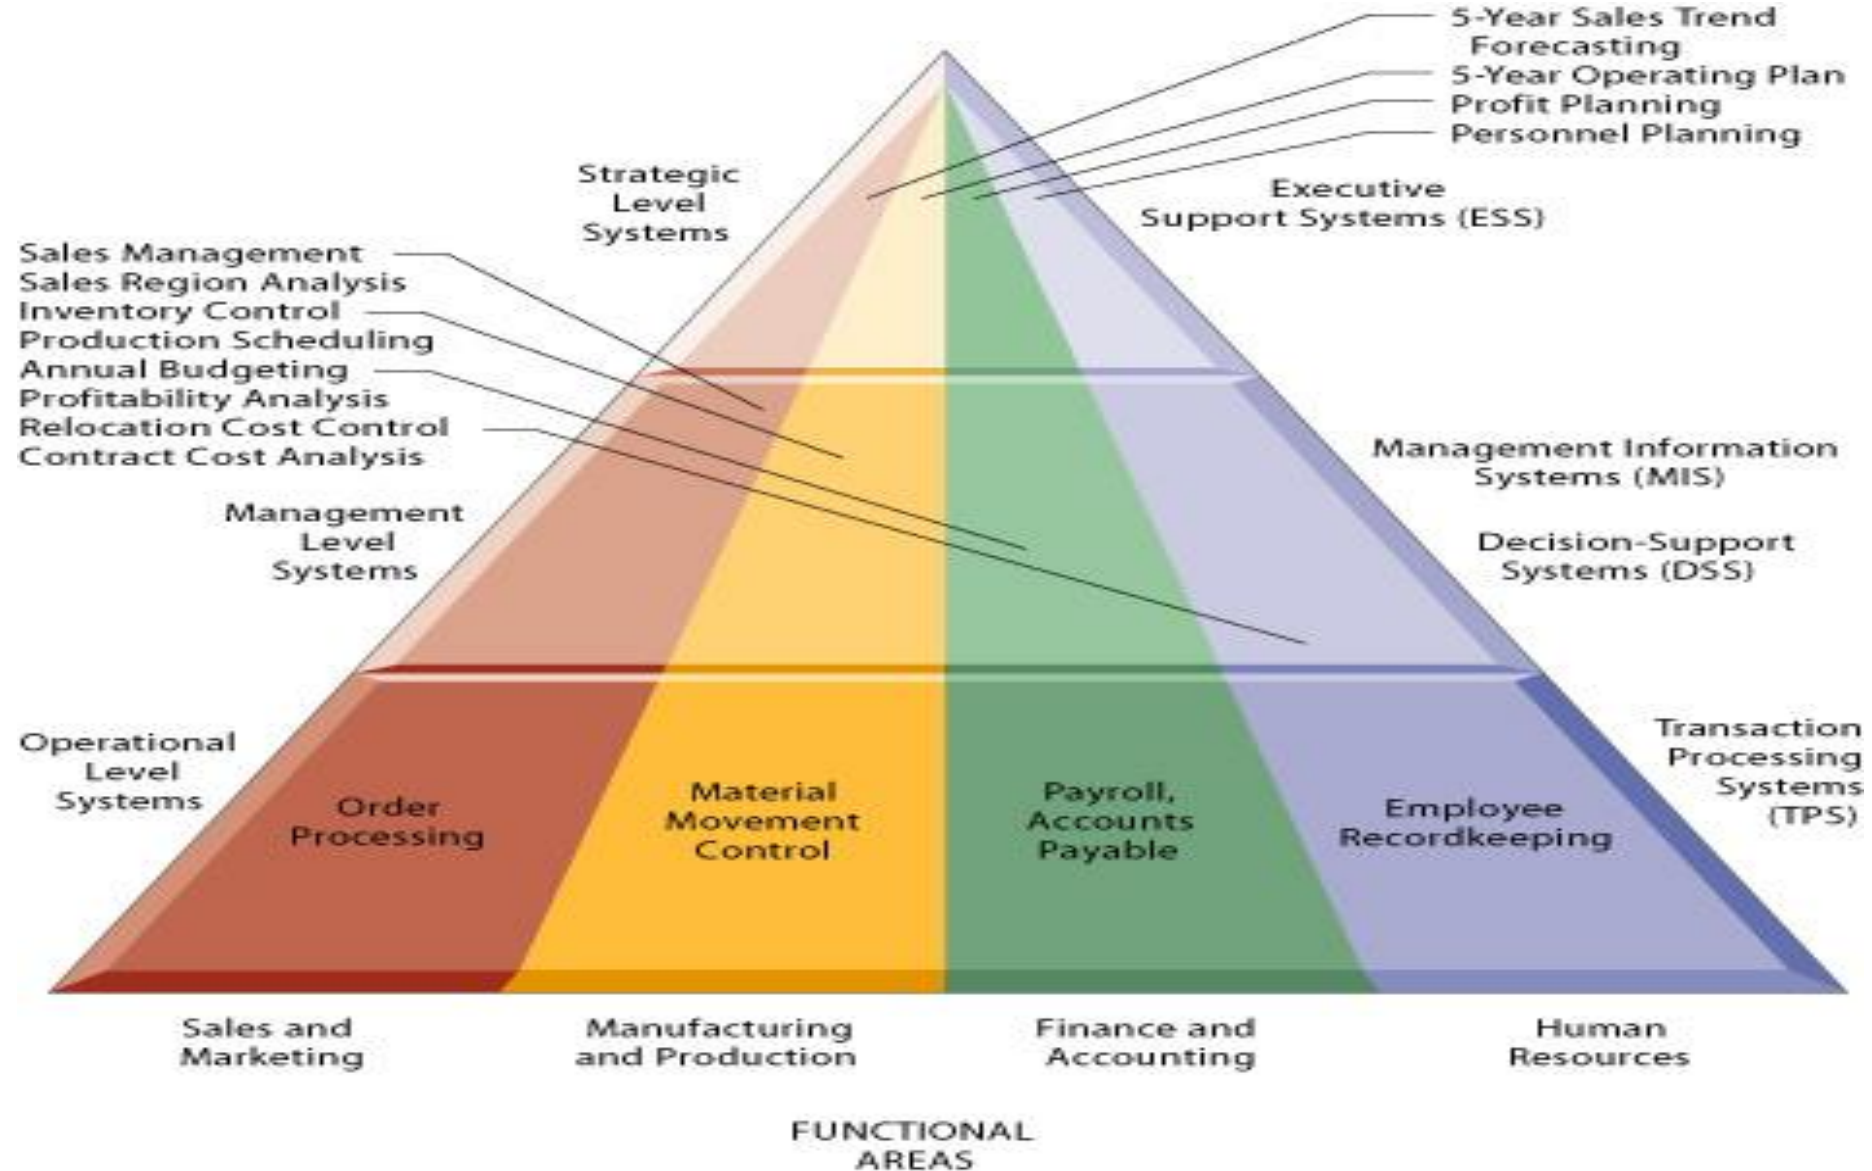 5-Year Sales Trend
Forecasting
5-Year Operating Plan
Profit Planning
Personnel Planning
Strategic
Level
Systems
Executive
Support Systems (ESS)
Sales Management
Sales Region Analysis
Inventory Control
Production Scheduling
Annual Budgeting
Profitability Analysis
Relocation Cost Control
Contract Cost Analysis
Management
Level
Systems
Management Information
Systems (MIS)
Decision-Support
Systems (DSS)
Operational
Level
Systems
Order
Processing
Material
Movement
Control
Payroll,
Accounts
Payable
Employee
Recordkeeping
Transaction
Processing
Systems
(TPS)
Sales and
Marketing
Manufacturing
and Production
Finance and
Accounting
Human
Resources
FUNCTIONAL
AREAS